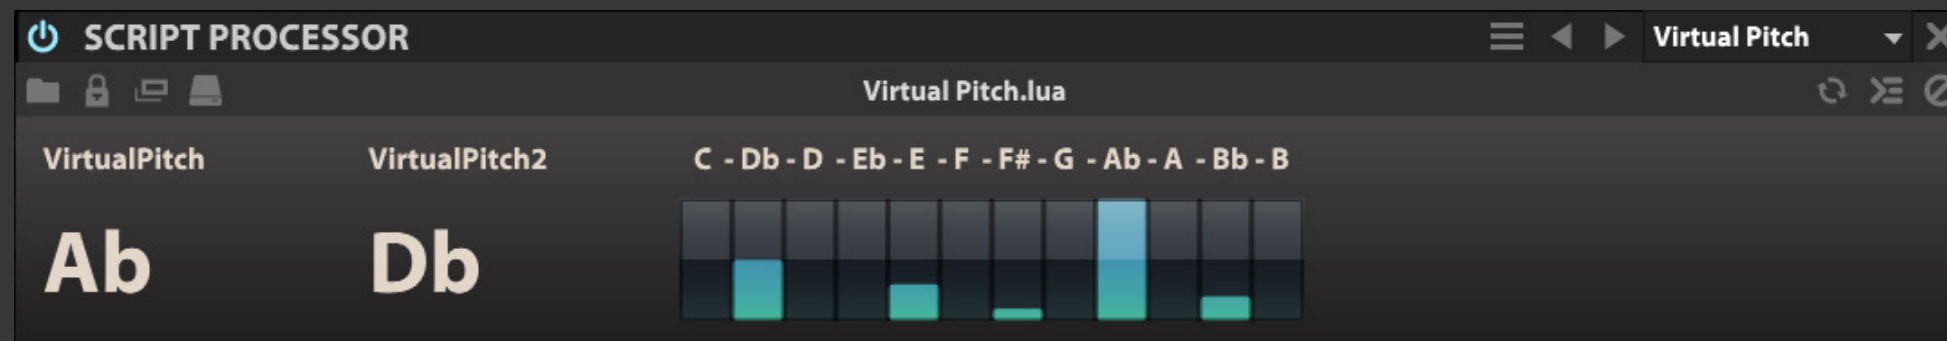 SCRIPT PROCESSOR
Virtual Pitch
Virtual Pitch.lua
VirtualPitch
VirtualPitch2
C - Db - D - Eb - E - F - F# - G - Ab - A - Bb - B
Ab
Db